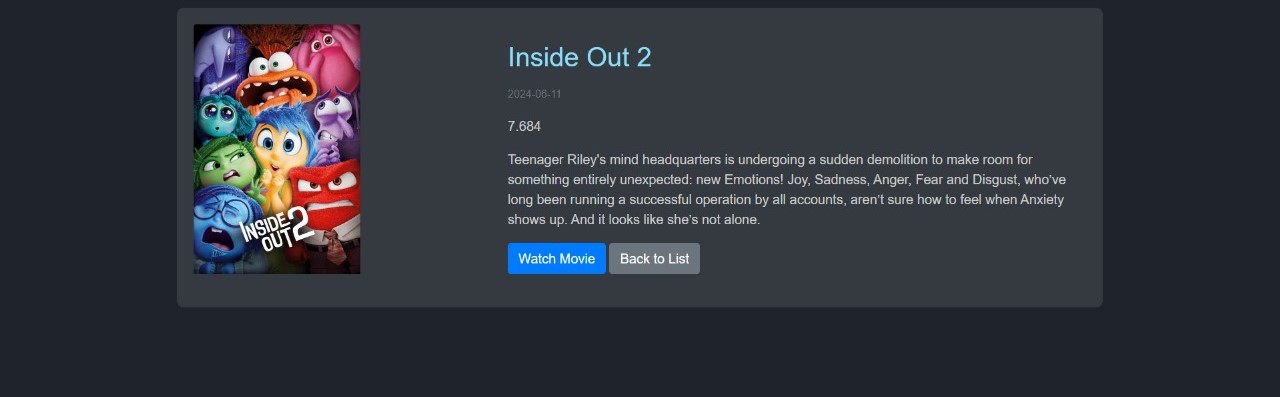 Inside Out 2
2024-06-11
7.684
Teenager Riley's mind headquarters is undergoing a sudden demolition to make room for
something entirely unexpected: new Emotions! Joy, Sadness, Anger, Fear and Disgust, who’ve
long been running a successful operation by all accounts, aren’t sure how to feel when Anxiety
shows up. And it looks like she’s not alone.
Watch Movie Back to List
INSIDE
OUT 2